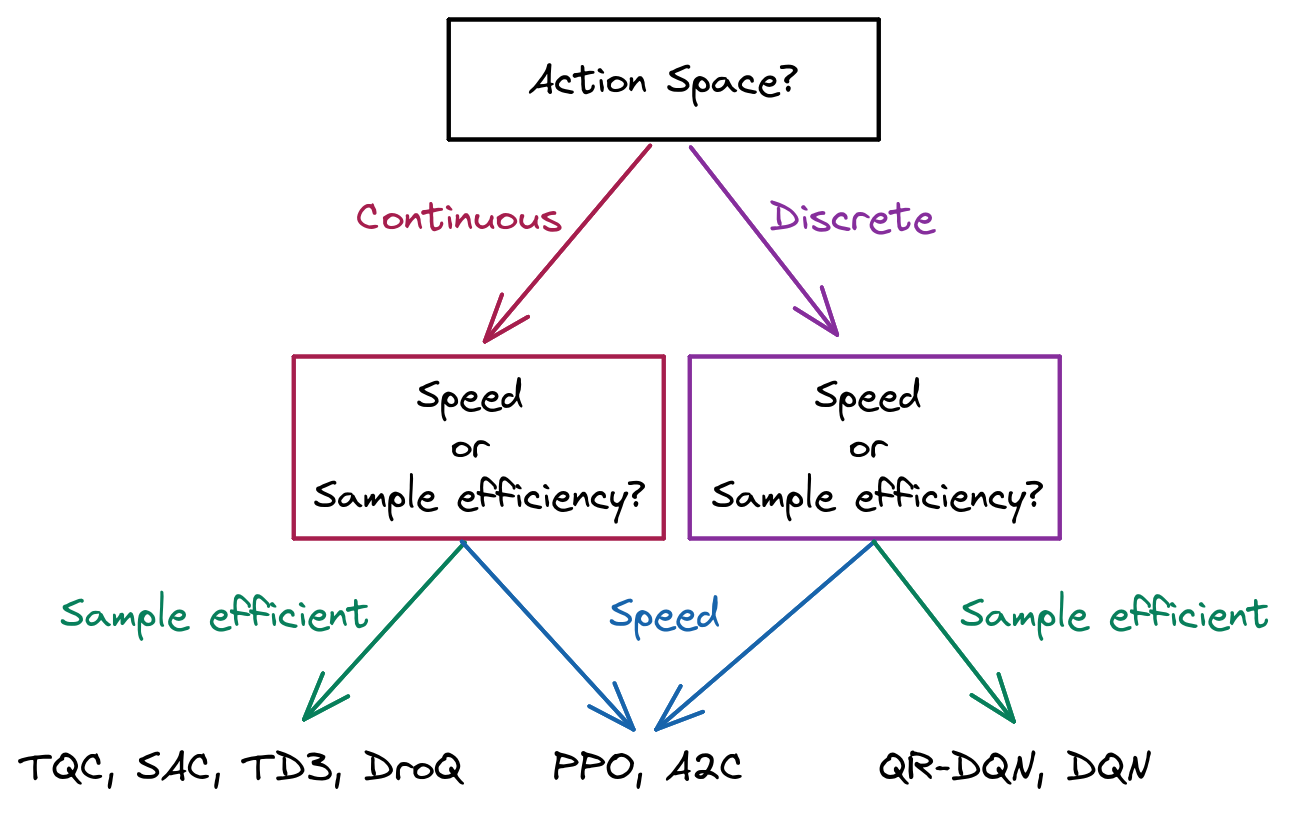 Action Space?
Continuous
Discrete
Speed
or
Sample efficiency?
Speed
or
Sample efficiency?
Sample efficient
Speed
Sample efficient
TQC, SAC, TD3, DroQ
PPO, A2C
QR-DQN, DQN